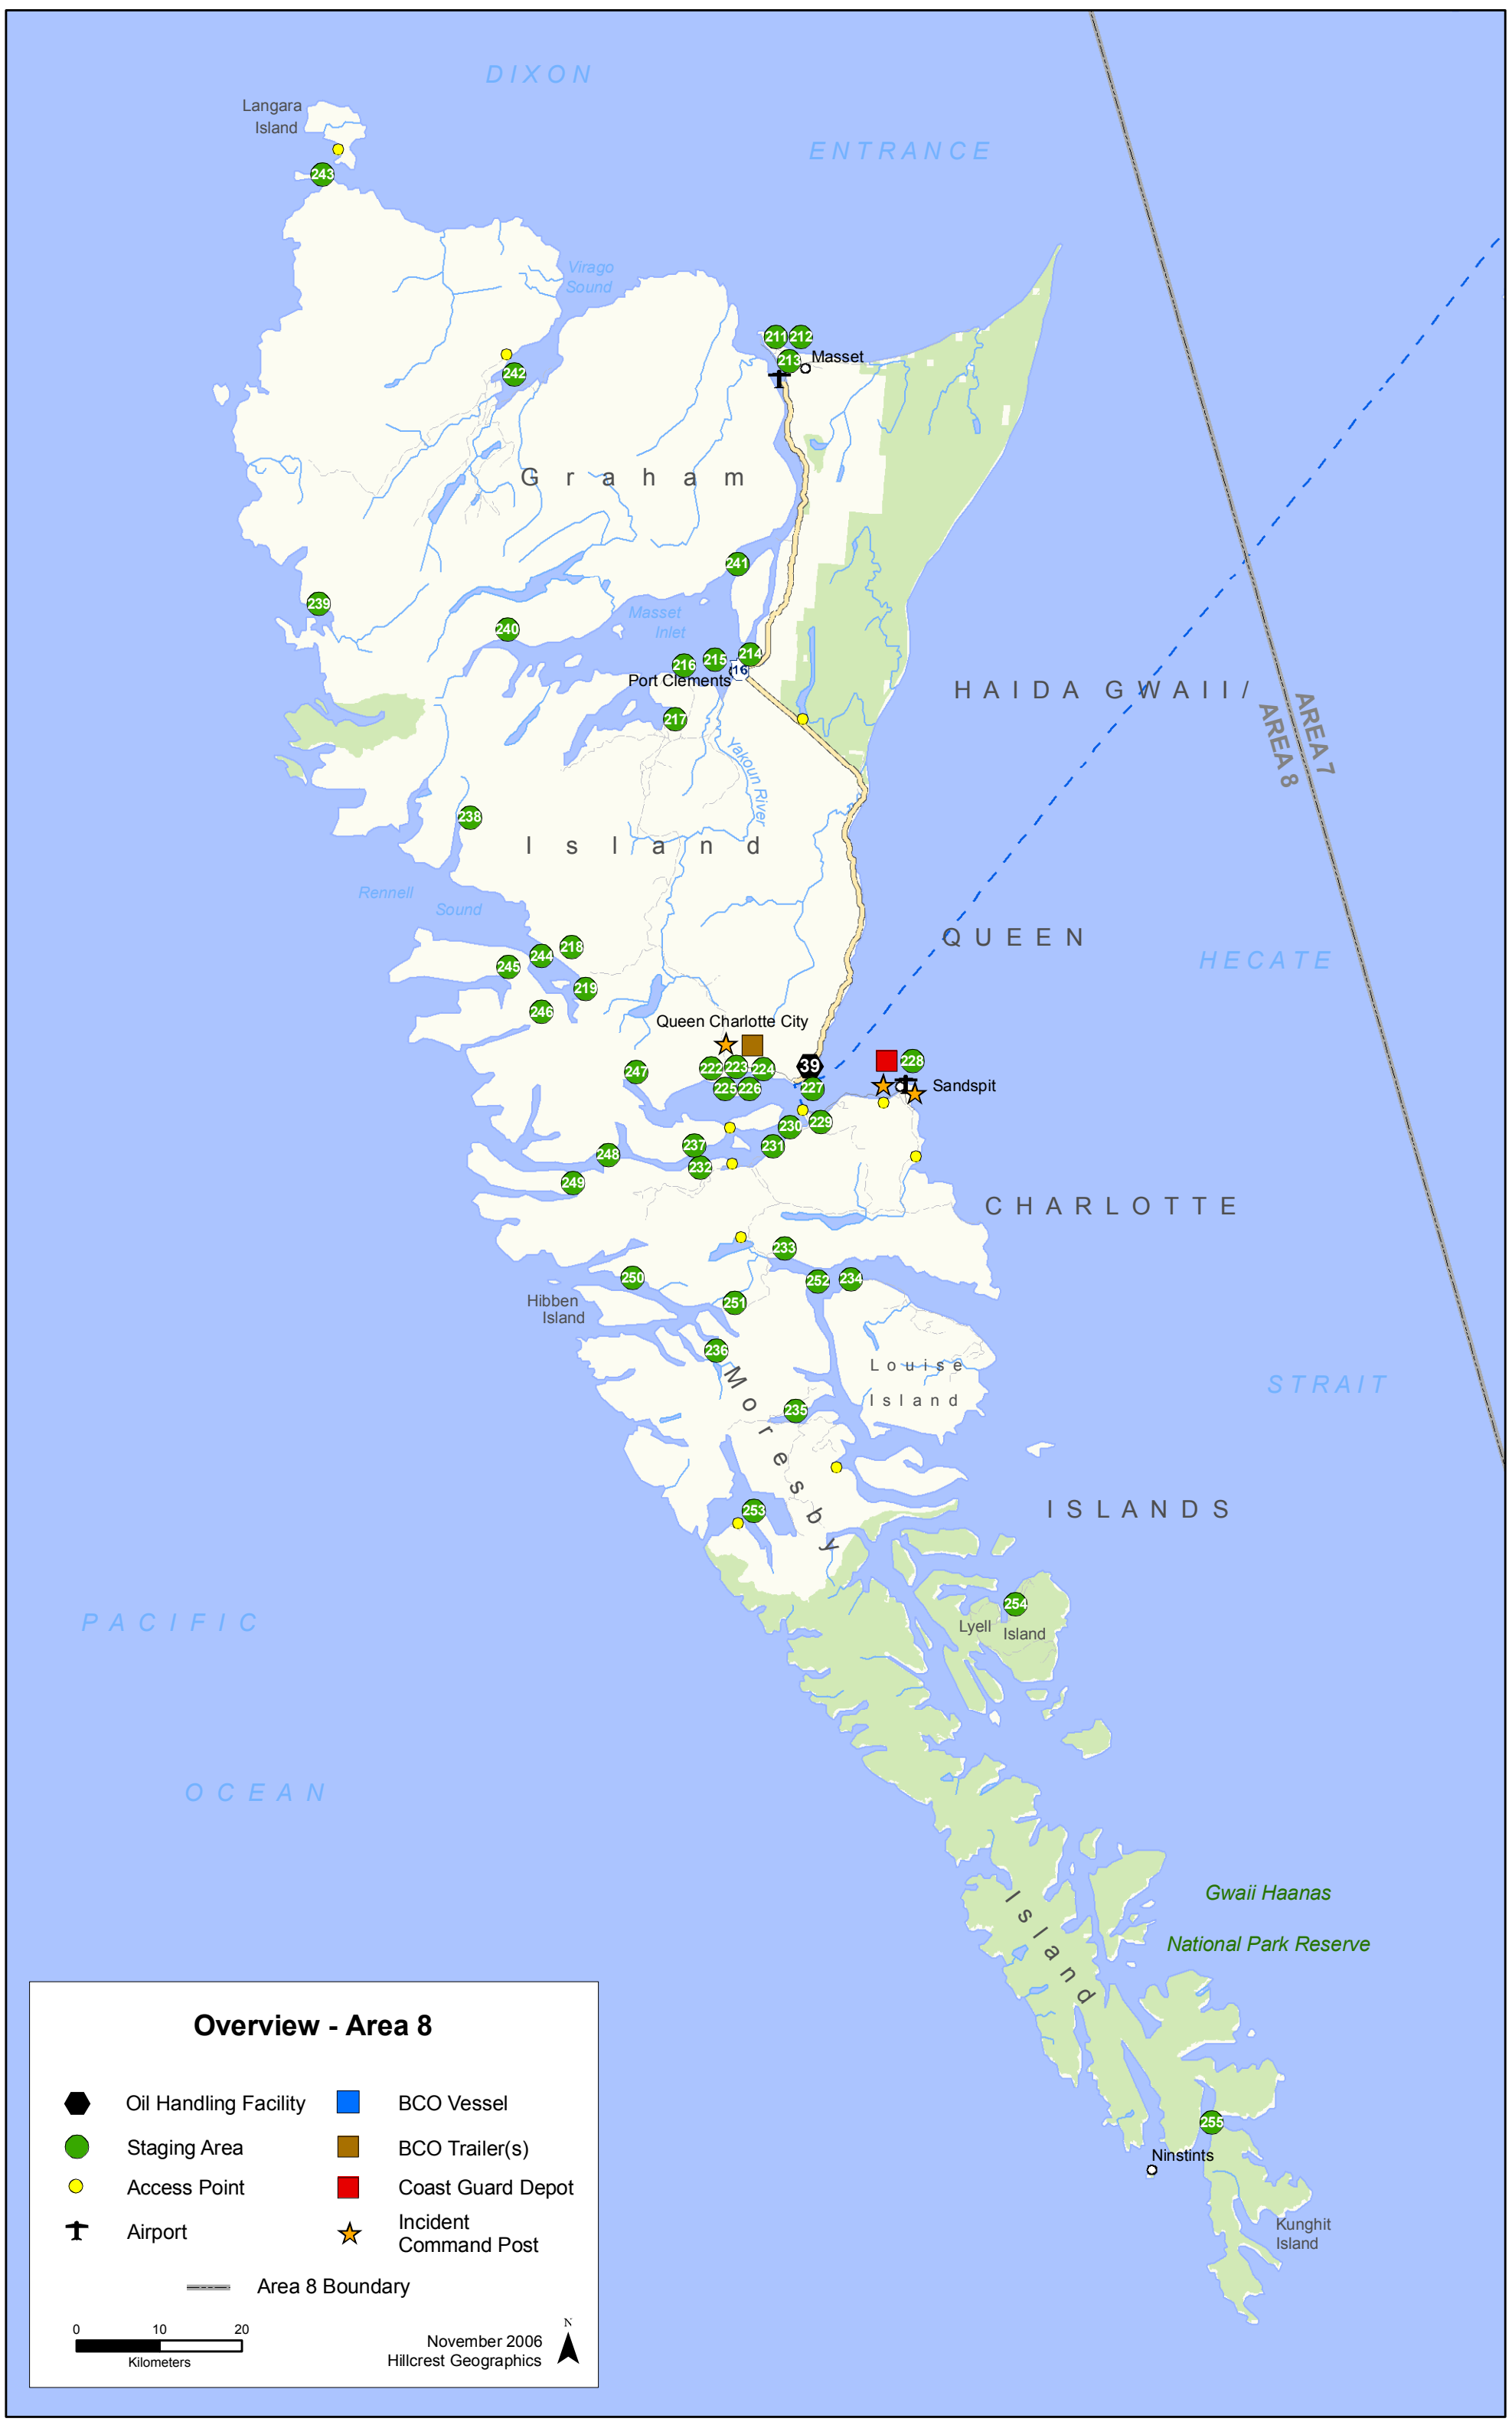 DIXON
Langara
Island
ENTRANCE
243
Virago
Sound
211 212
213 Masset
242
Graham
241
239
Masset
Inlet
240
214
215
216
16
Port Clements
HAIDA GWAII/
AREA 7
AREA 8
217
Yakoun River
238
Island
Rennell
Sound
QUEEN
218
244
HECATE
245
219
246
Queen Charlotte City
39
228
222 223 224
247
Sandspit
225 226 227
229
230
237 231
248
232
249
CHARLOTTE
233
250
252 234
Hibben
Island
251
236
Louise
Island
STRAIT
Moresby
235
253
ISLANDS
254
Lyell Island
PACIFIC
OCEAN
Gwaii Haanas
National Park Reserve
Island
255
Ninstints
Kunghit
Island
Overview - Area 8
Oil Handling Facility
BCO Vessel
Staging Area
BCO Trailer(s)
Access Point
Coast Guard Depot
Airport
Incident
Command Post
Area 8 Boundary
0 10 20
Kilometers
November 2006
Hillcrest Geographics
N